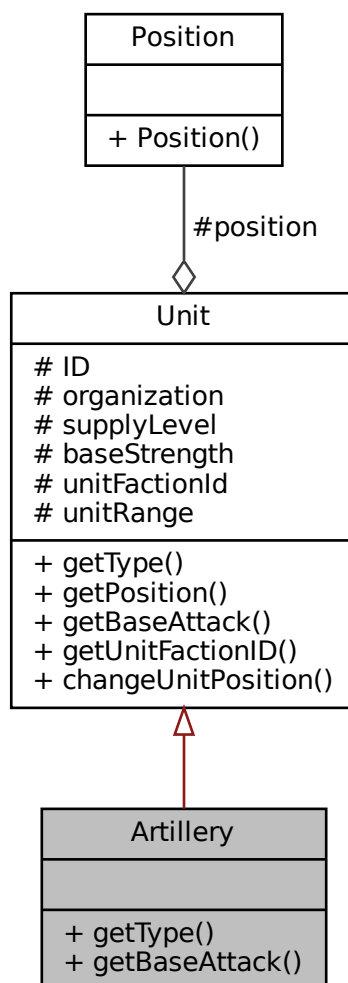 Position
+ Position()
#position
Unit
# ID
# organization
# supplyLevel
# baseStrength
# unitFactionId
# unitRange
+ getType()
+ getPosition()
+ getBaseAttack()
+ getUnitFactionID()
+ changeUnitPosition()
Artillery
+ getType()
+ getBaseAttack()